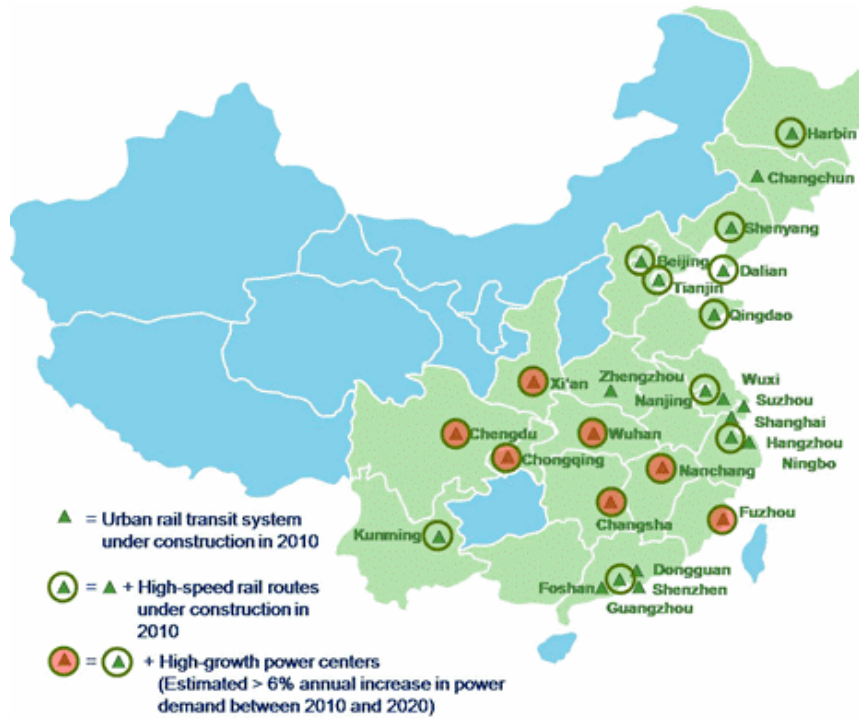 Harbin
Changchun
Shenyang
Beijing
Dalian
Tianjin
Qingdao
Xi'an
Zhengzhou
Wuxi
Nanjing
Suzhou
Shanghai
Chengdu
Wuhan
Hangzhou
Chongqing
Nanchang
Ningbo
Changsha
Fuzhou
Kunming
Dongguan
Foshan
Shenzhen
Guangzhou
= Urban rail transit system
under construction in 2010
= + High-speed rail routes
under construction in
2010
= + High-growth power centers
(Estimated > 6% annual increase in power
demand between 2010 and 2020)